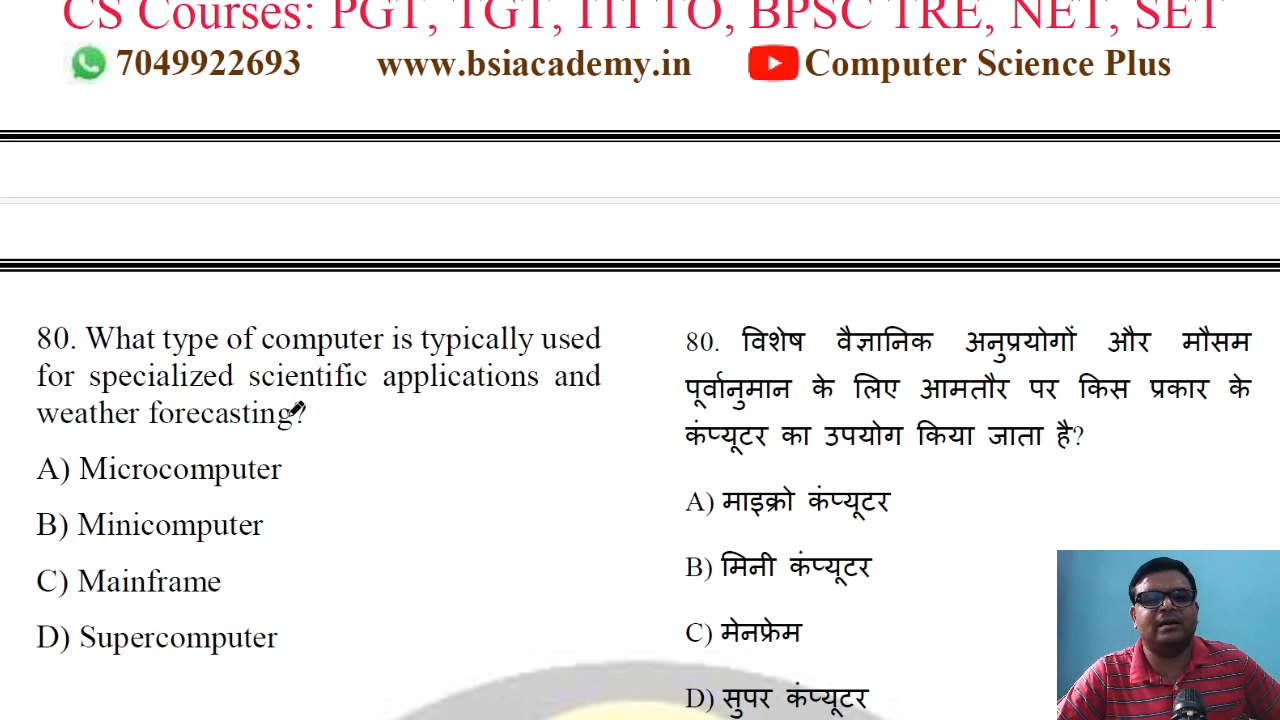 CS Courses: PGT, TGT, ITI TO, BPSC TRE, NET, SET
7049922693 www.bsiacademy.in Computer Science Plus
80. What type of computer is typically used
for specialized scientific applications and
weather forecasting?
A) Microcomputer
B) Minicomputer
C) Mainframe
D) Supercomputer
80. विशेष वैज्ञानिक अनुप्रयोगों और मौसम
पूर्वानुमान के लिए आमतौर पर किस प्रकार के
कंप्यूटर का उपयोग किया जाता है?
A) माइक्रो कंप्यूटर
B) मिनी कंप्यूटर
C) मेनफ्रेम
D) सुपर कंप्यूटर